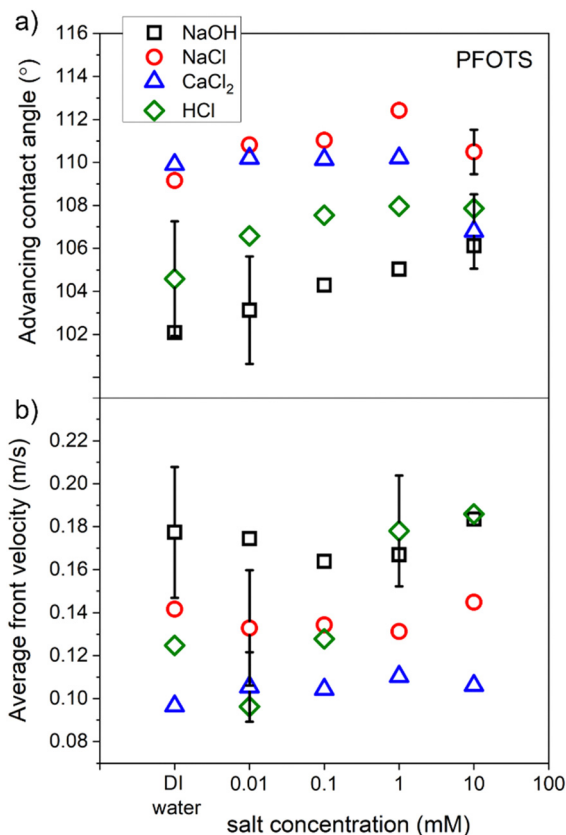 a)
116
114
112
110
108
106
104
102
Advancing contact angle (°)
NaOH
NaCl
CaCl₂
HCl
PFOTS
b)
0.22
0.20
0.18
0.16
0.14
0.12
0.10
0.08
Average front velocity (m/s)
DI
water
0.01
0.1
1
10
100
salt concentration (mM)